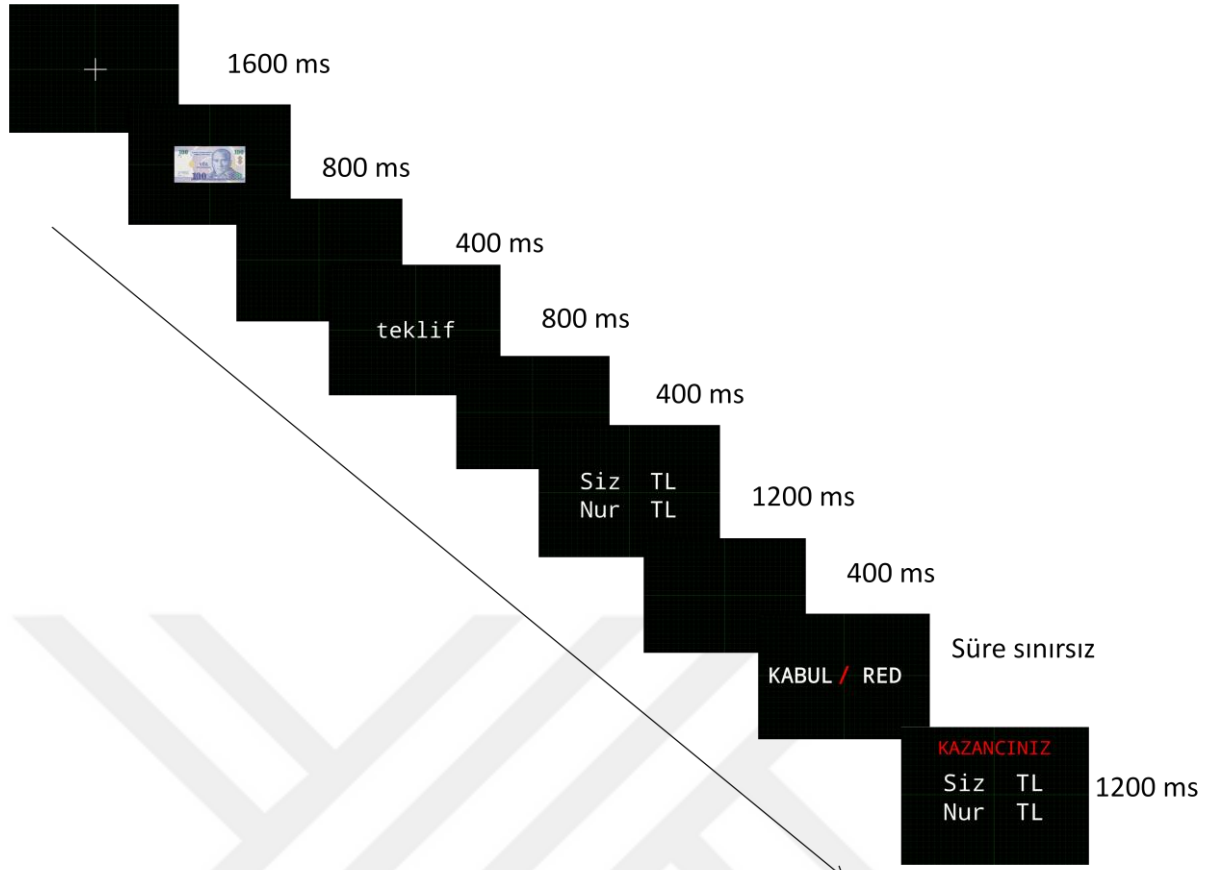 1600 ms
100
800 ms
400 ms
teklif
800 ms
400 ms
Siz TL
Nur TL
1200 ms
400 ms
KABUL / RED
Süre sınırsız
KAZANCINIZ
Siz TL
Nur TL
1200 ms